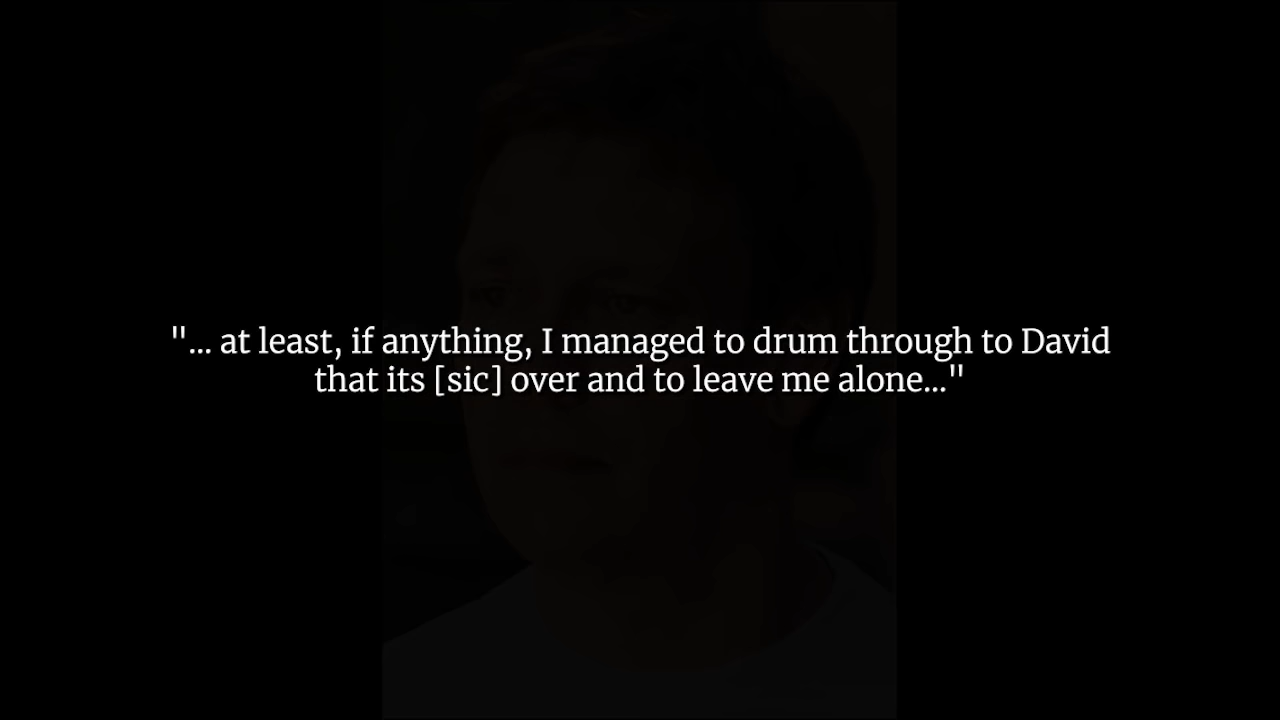 "... at least, if anything, I managed to drum through to David
that its [sic] over and to leave me alone..."